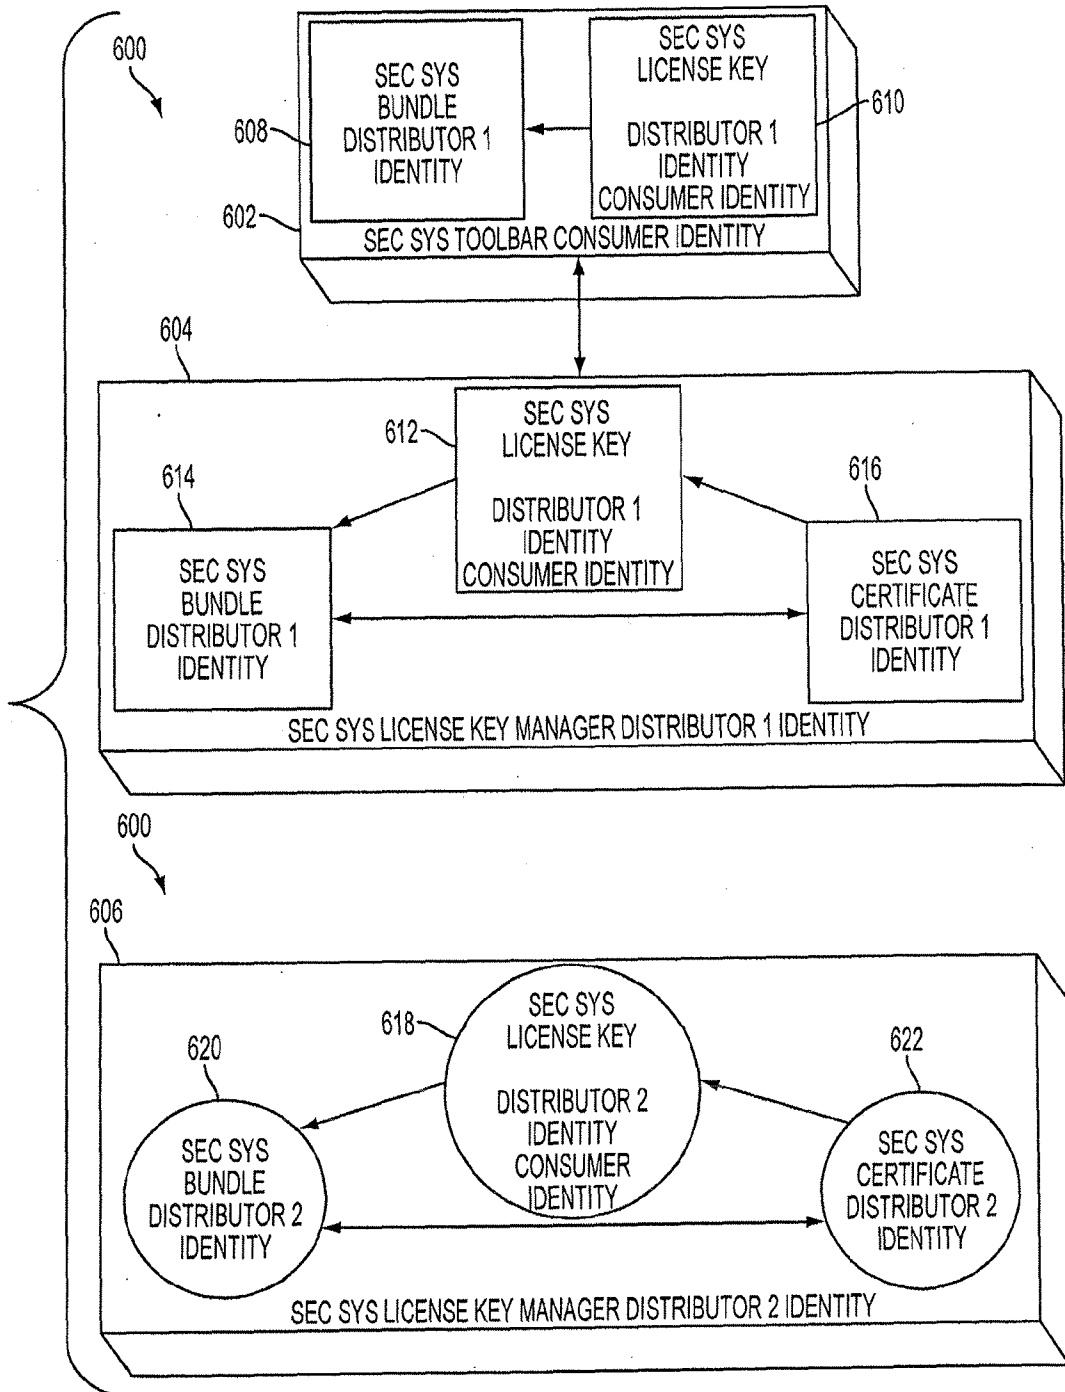 600
SEC SYS
BUNDLE
DISTRIBUTOR 1
IDENTITY
608
SEC SYS
LICENSE KEY
DISTRIBUTOR 1
IDENTITY
CONSUMER IDENTITY
610
602
SEC SYS TOOLBAR CONSUMER IDENTITY
604
612
SEC SYS
LICENSE KEY
DISTRIBUTOR 1
IDENTITY
CONSUMER IDENTITY
614
SEC SYS
BUNDLE
DISTRIBUTOR 1
IDENTITY
616
SEC SYS
CERTIFICATE
DISTRIBUTOR 1
IDENTITY
SEC SYS LICENSE KEY MANAGER DISTRIBUTOR 1 IDENTITY
600
606
618
SEC SYS
LICENSE KEY
DISTRIBUTOR 2
IDENTITY
CONSUMER
IDENTITY
620
SEC SYS
BUNDLE
DISTRIBUTOR 2
IDENTITY
622
SEC SYS
CERTIFICATE
DISTRIBUTOR 2
IDENTITY
SEC SYS LICENSE KEY MANAGER DISTRIBUTOR 2 IDENTITY